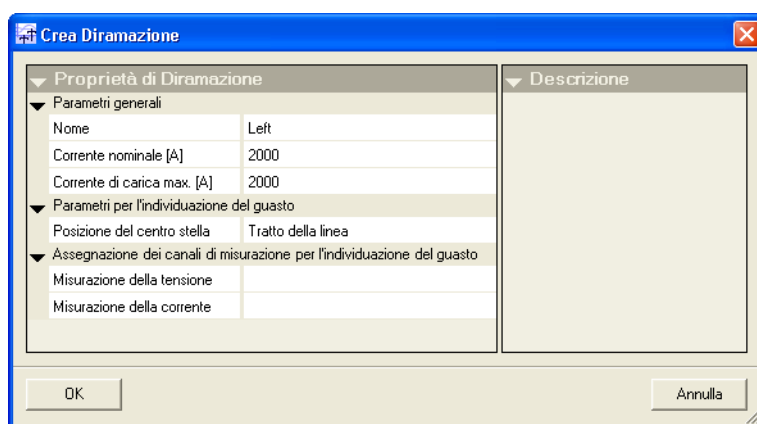 Crea Diramazione
Proprietà di Diramazione
Parametri generali
Nome Left
Corrente nominale [A] 2000
Corrente di carica max. [A] 2000
Parametri per l'individuazione del guasto
Posizione del centro stella Tratto della linea
Assegnazione dei canali di misurazione per l'individuazione del guasto
Misurazione della tensione
Misurazione della corrente
Descrizione
OK
Annulla